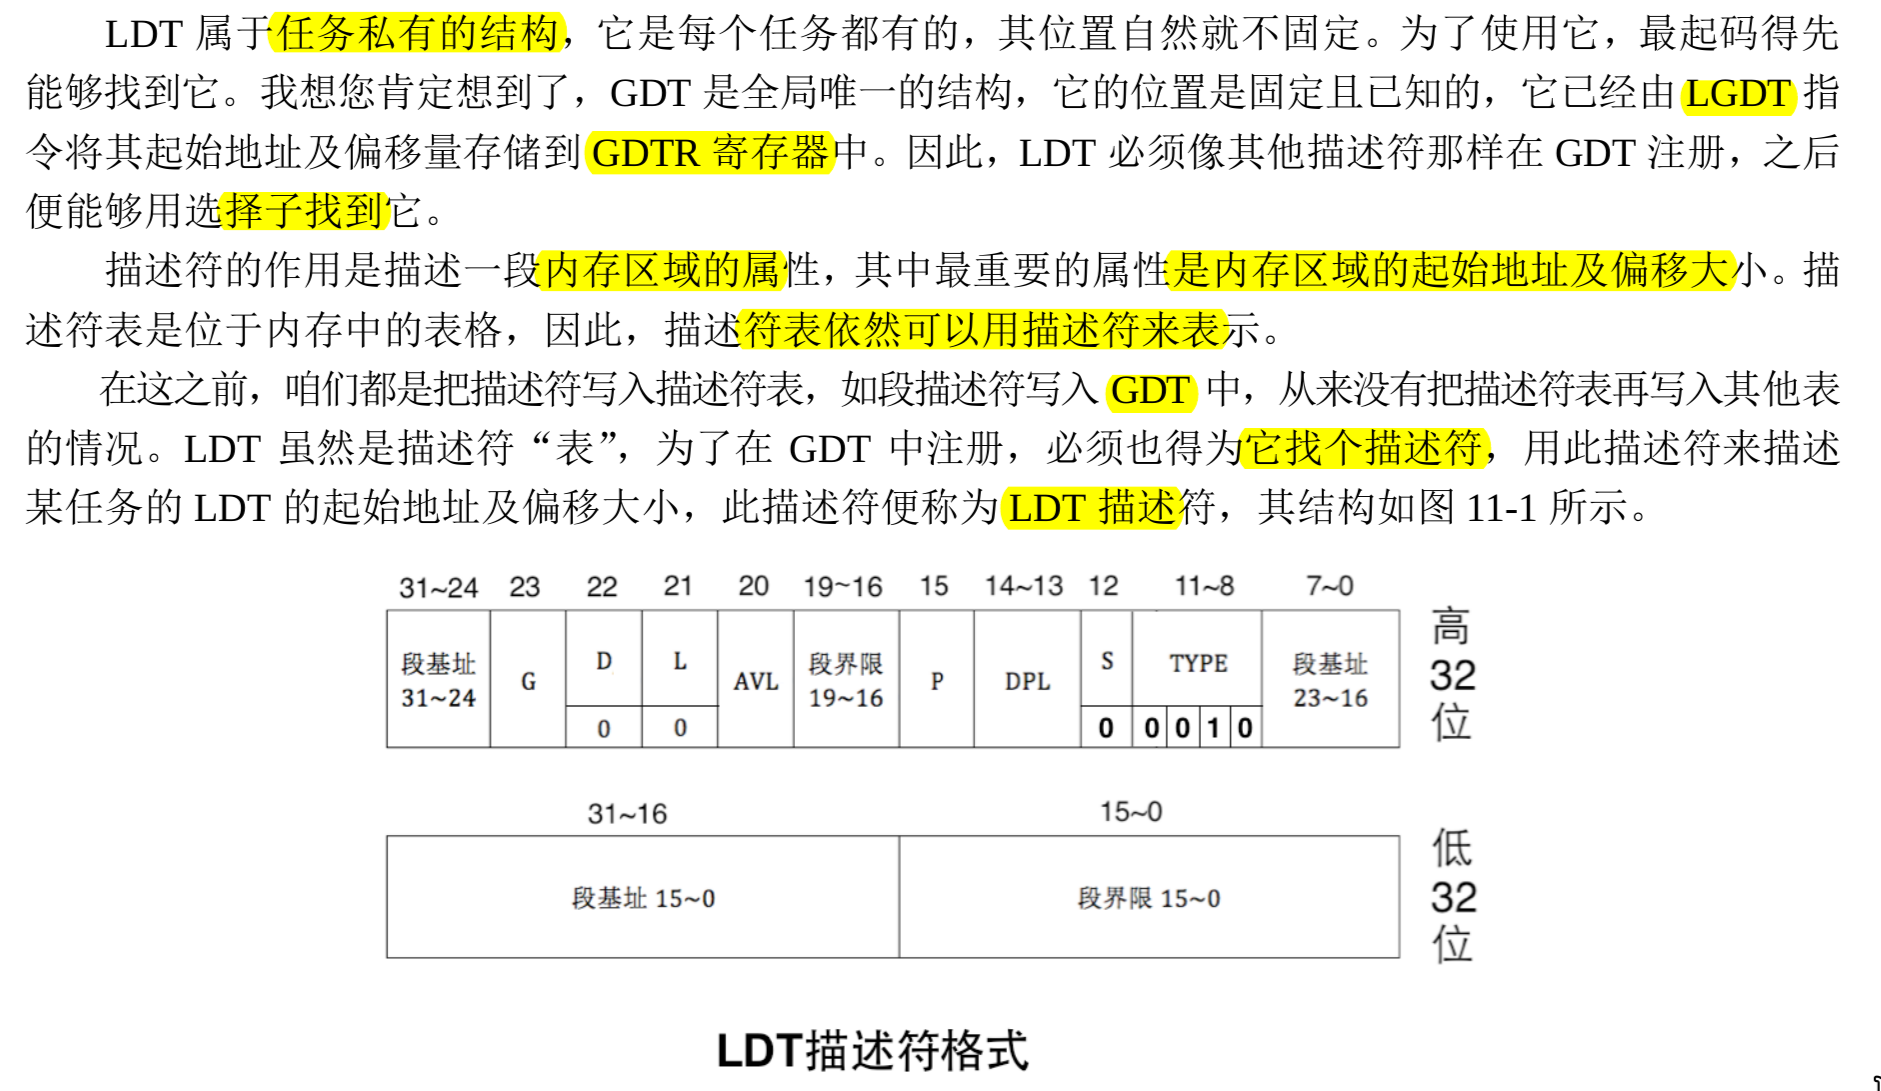 LDT 属于任务私有的结构，它是每个任务都有的，其位置自然就不固定。为了使用它，最起码得先
能够找到它。我想您肯定想到了，GDT 是全局唯一的结构，它的位置是固定且已知的，它已经由 LGDT 指
令将其起始地址及偏移量存储到 GDTR 寄存器中。因此，LDT 必须像其他描述符那样在 GDT 注册，之后
便能够用选择子找到它。
描述符的作用是描述一段内存区域的属性，其中最重要的属性是内存区域的起始地址及偏移大小。描
述符表是位于内存中的表格，因此，描述符表依然可以用描述符来表示。
在这之前，咱们都是把描述符写入描述符表，如段描述符写入 GDT 中，从来没有把描述符表再写入其他表
的情况。LDT 虽然是描述符“表”，为了在 GDT 中注册，必须也得为它找个描述符，用此描述符来描述
某任务的 LDT 的起始地址及偏移大小，此描述符便称为 LDT 描述符，其结构如图 11-1 所示。
31~24 23 22 21 20 19~16 15 14~13 12 11~8 7~0
段基址 31~24 G D L AVL 段界限 19~16 P DPL S TYPE 段基址 23~16
0 0 0 0 0 1 0
高32位
31~16 15~0
段基址 15~0 段界限 15~0
低32位
LDT描述符格式